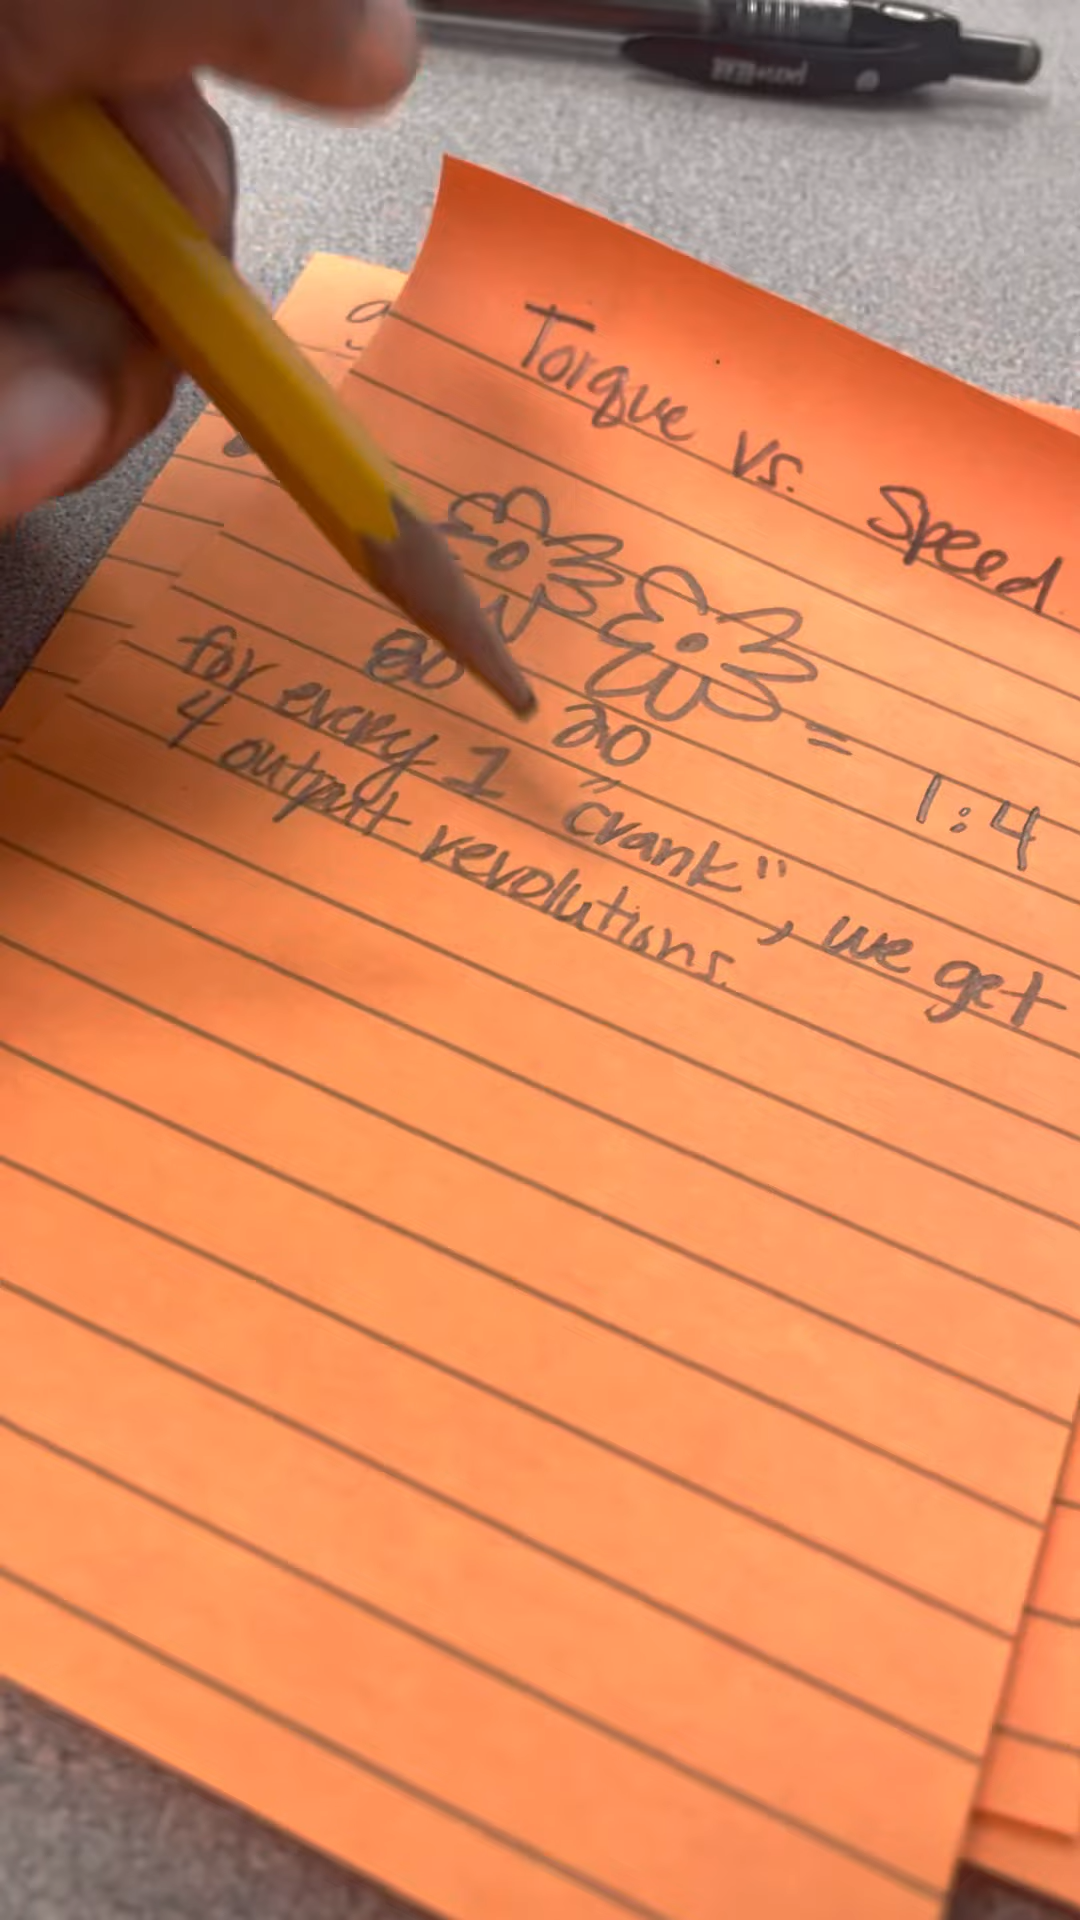 Torque vs. Speed
20
20
= 1:4
for every 1 "crank", we get
4 output revolutions.